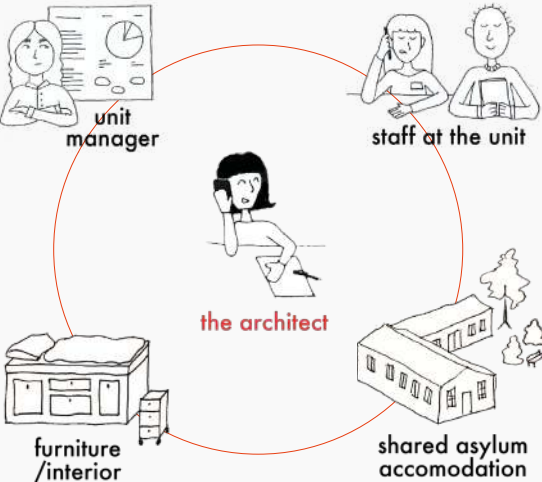 unit
manager
staff at the unit
the architect
furniture
/interior
shared asylum
accomodation